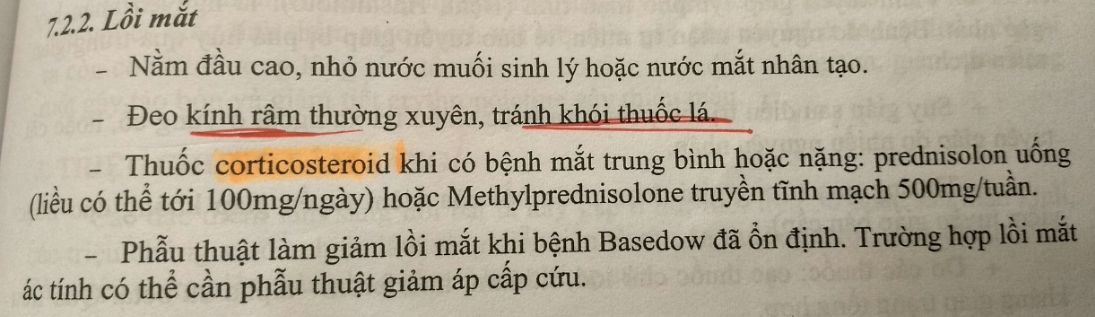 7.2.2. Lồi mắt
– Nằm đầu cao, nhỏ nước muối sinh lý hoặc nước mắt nhân tạo.
– Đeo kính râm thường xuyên, tránh khói thuốc lá.
– Thuốc corticosteroid khi có bệnh mắt trung bình hoặc nặng: prednisolon uống
(liều có thể tới 100mg/ngày) hoặc Methylprednisolone truyền tĩnh mạch 500mg/tuần.
– Phẫu thuật làm giảm lồi mắt khi bệnh Basedow đã ổn định. Trường hợp lồi mắt
ác tính có thể cần phẫu thuật giảm áp cấp cứu.